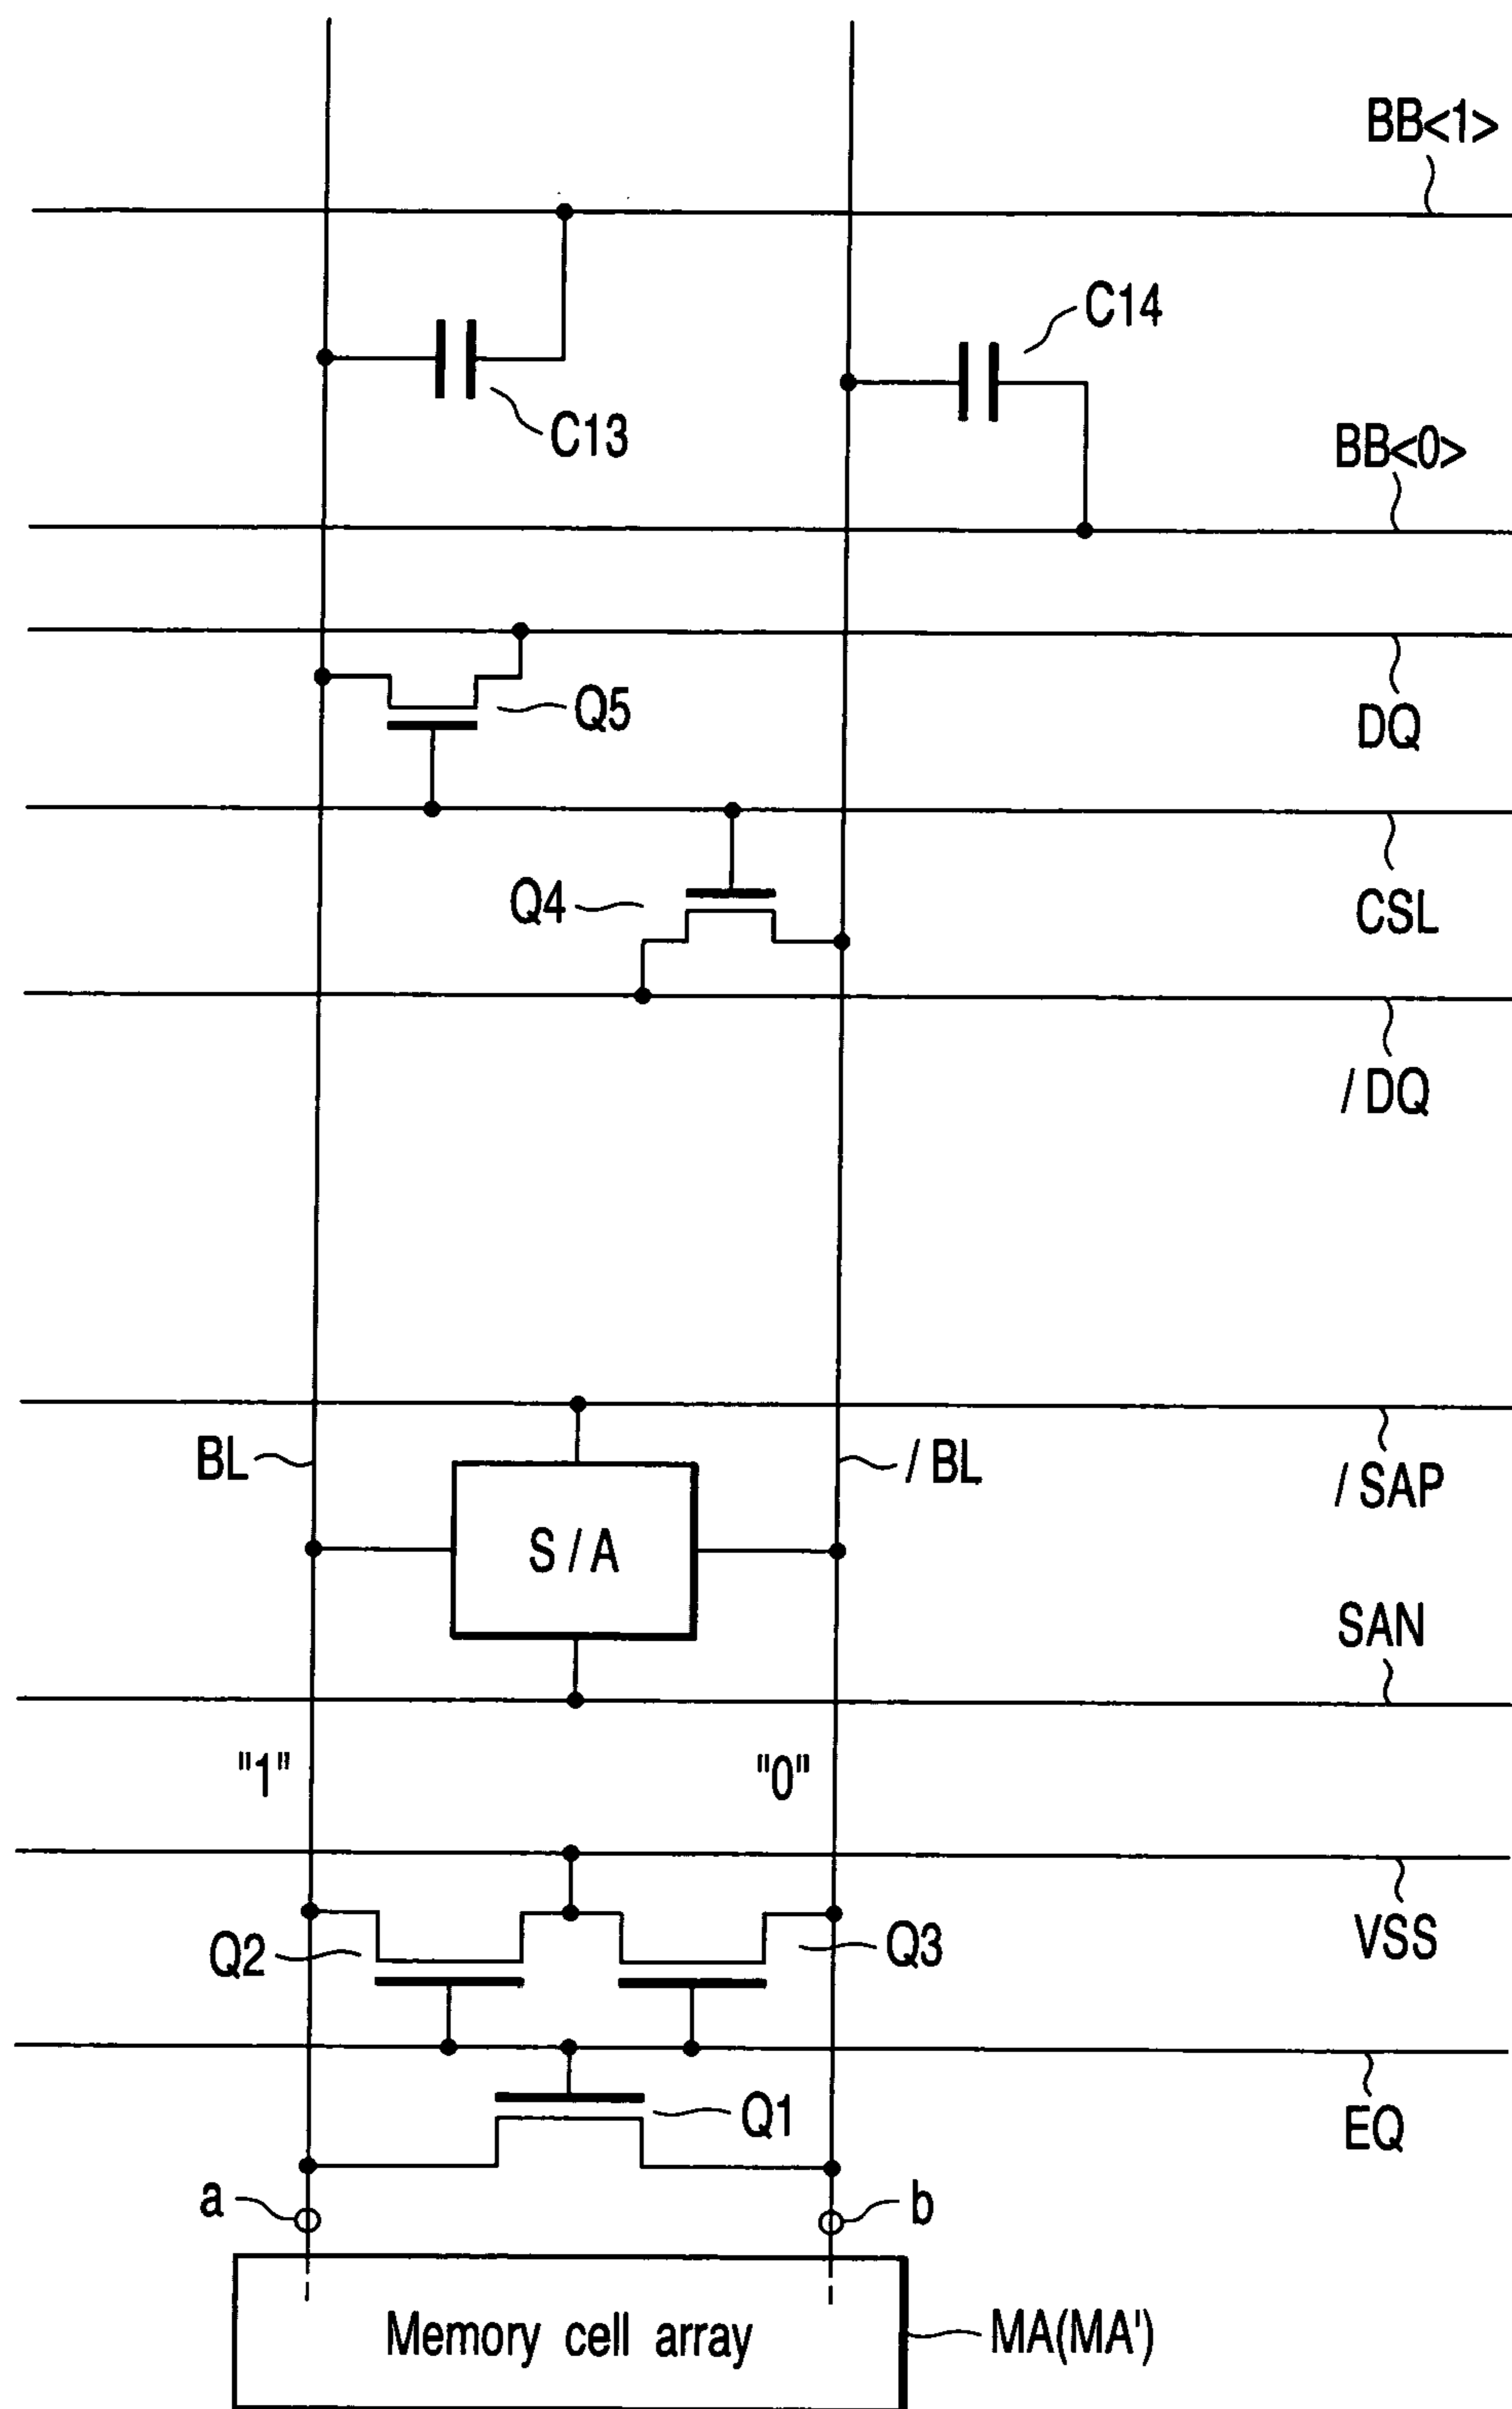 BB<1>
C14
C13
BB<0>
Q5
DQ
Q4
CSL
/ DQ
BL
/ BL
/ SAP
S / A
SAN
"1"
"0"
Q2
Q3
VSS
Q1
EQ
a
b
Memory cell array
MA(MA')